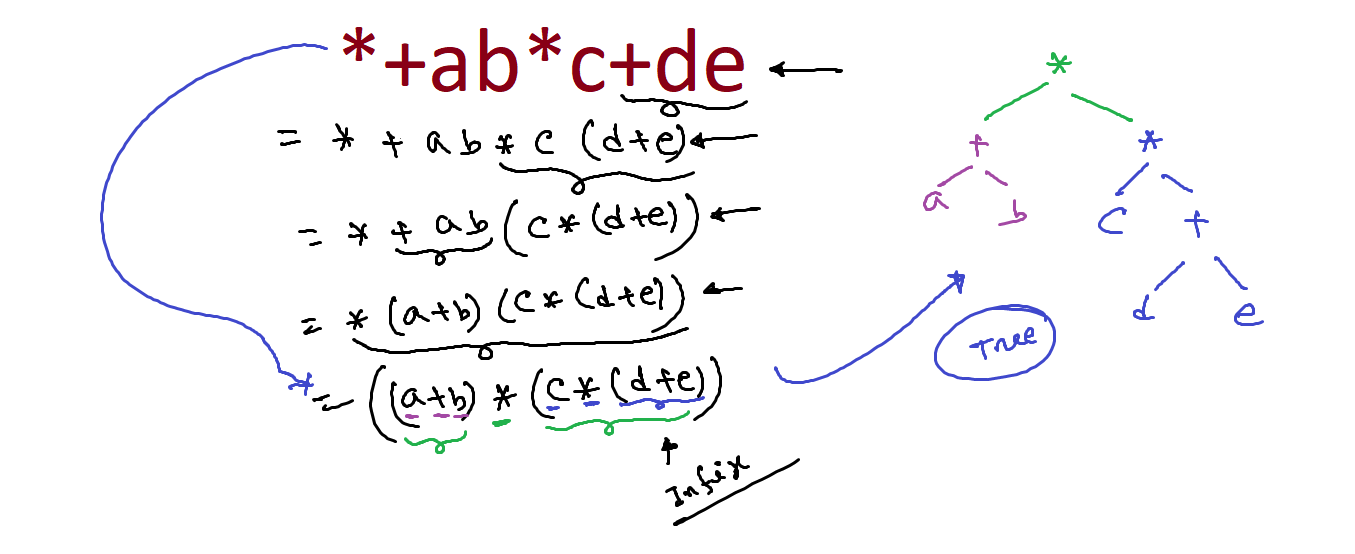 *+ab*c+de
= * + a b * c (d+e)
= * + a b (c * (d+e))
= * (a+b) (c * (d+e))
= ((a+b) * (c * (d+e)))
Infix
*
+ *
a b c +
d e
Tree